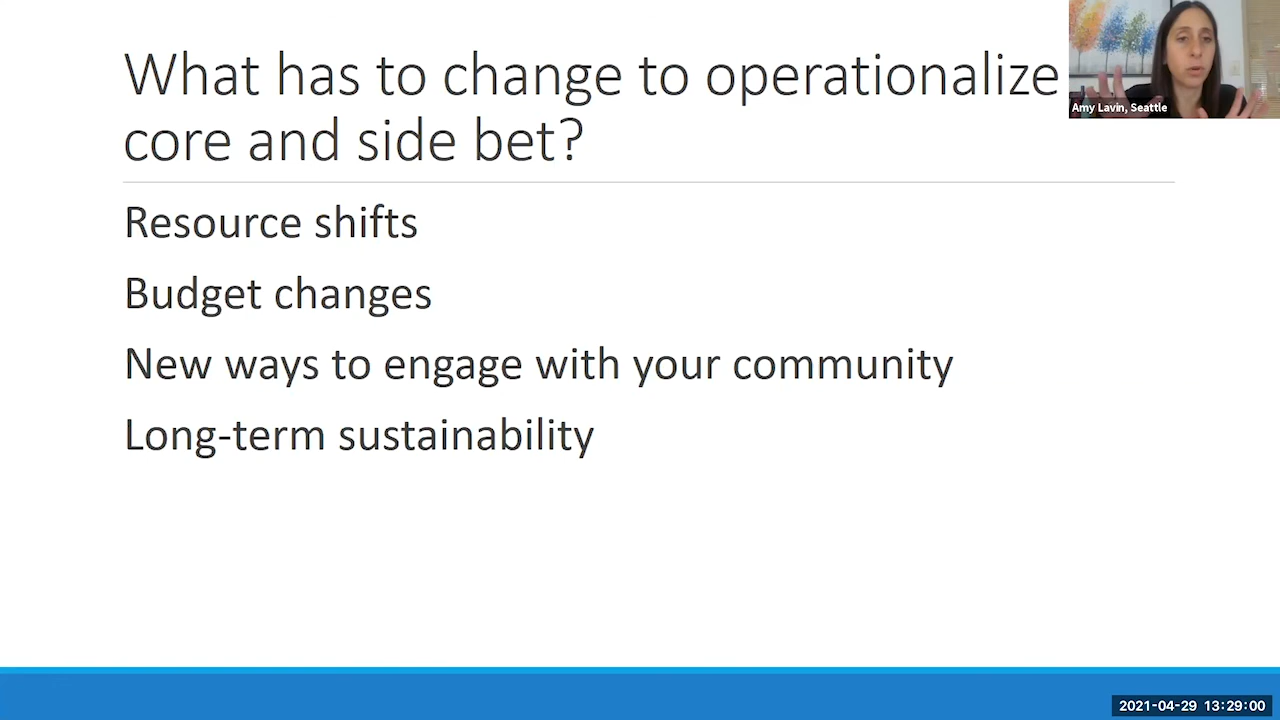 What has to change to operationalize
core and side bet?
Amy Lavin, Seattle
Resource shifts
Budget changes
New ways to engage with your community
Long-term sustainability
2021-04-29 13:29:00